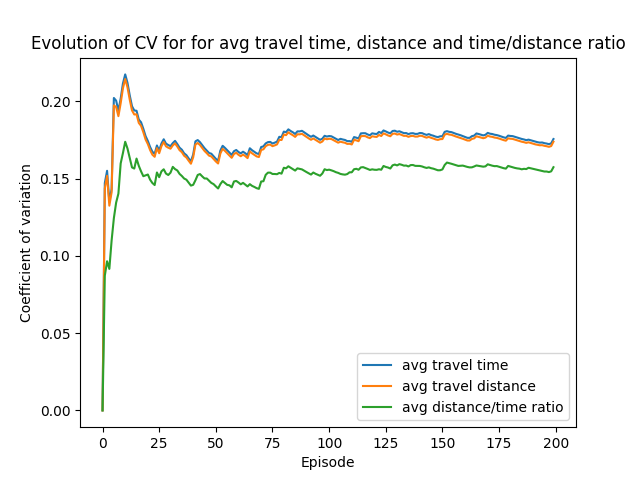 Evolution of CV for for avg travel time, distance and time/distance ratio
Coefficient of variation
0.20
0.15
0.10
0.05
0.00
avg travel time
avg travel distance
avg distance/time ratio
0 25 50 75 100 125 150 175 200
Episode